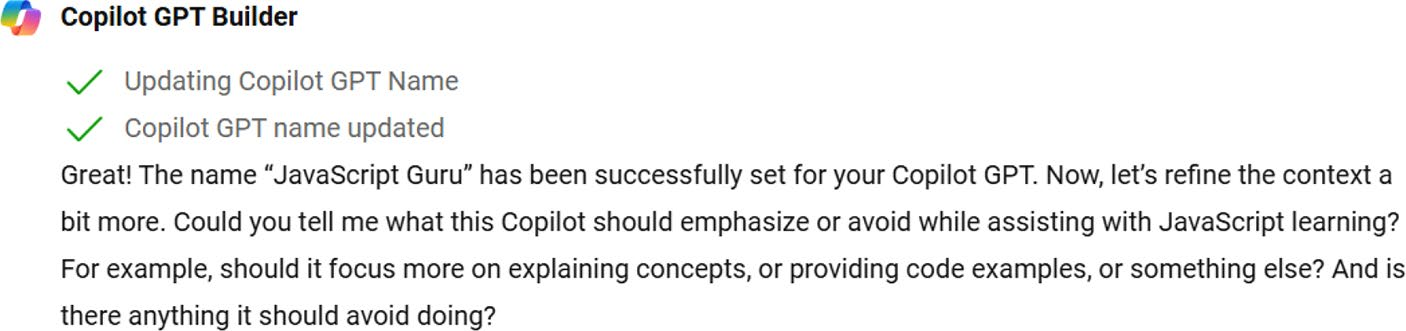 Copilot GPT Builder
Updating Copilot GPT Name
Copilot GPT name updated
Great! The name “JavaScript Guru” has been successfully set for your Copilot GPT. Now, let’s refine the context a
bit more. Could you tell me what this Copilot should emphasize or avoid while assisting with JavaScript learning?
For example, should it focus more on explaining concepts, or providing code examples, or something else? And is
there anything it should avoid doing?